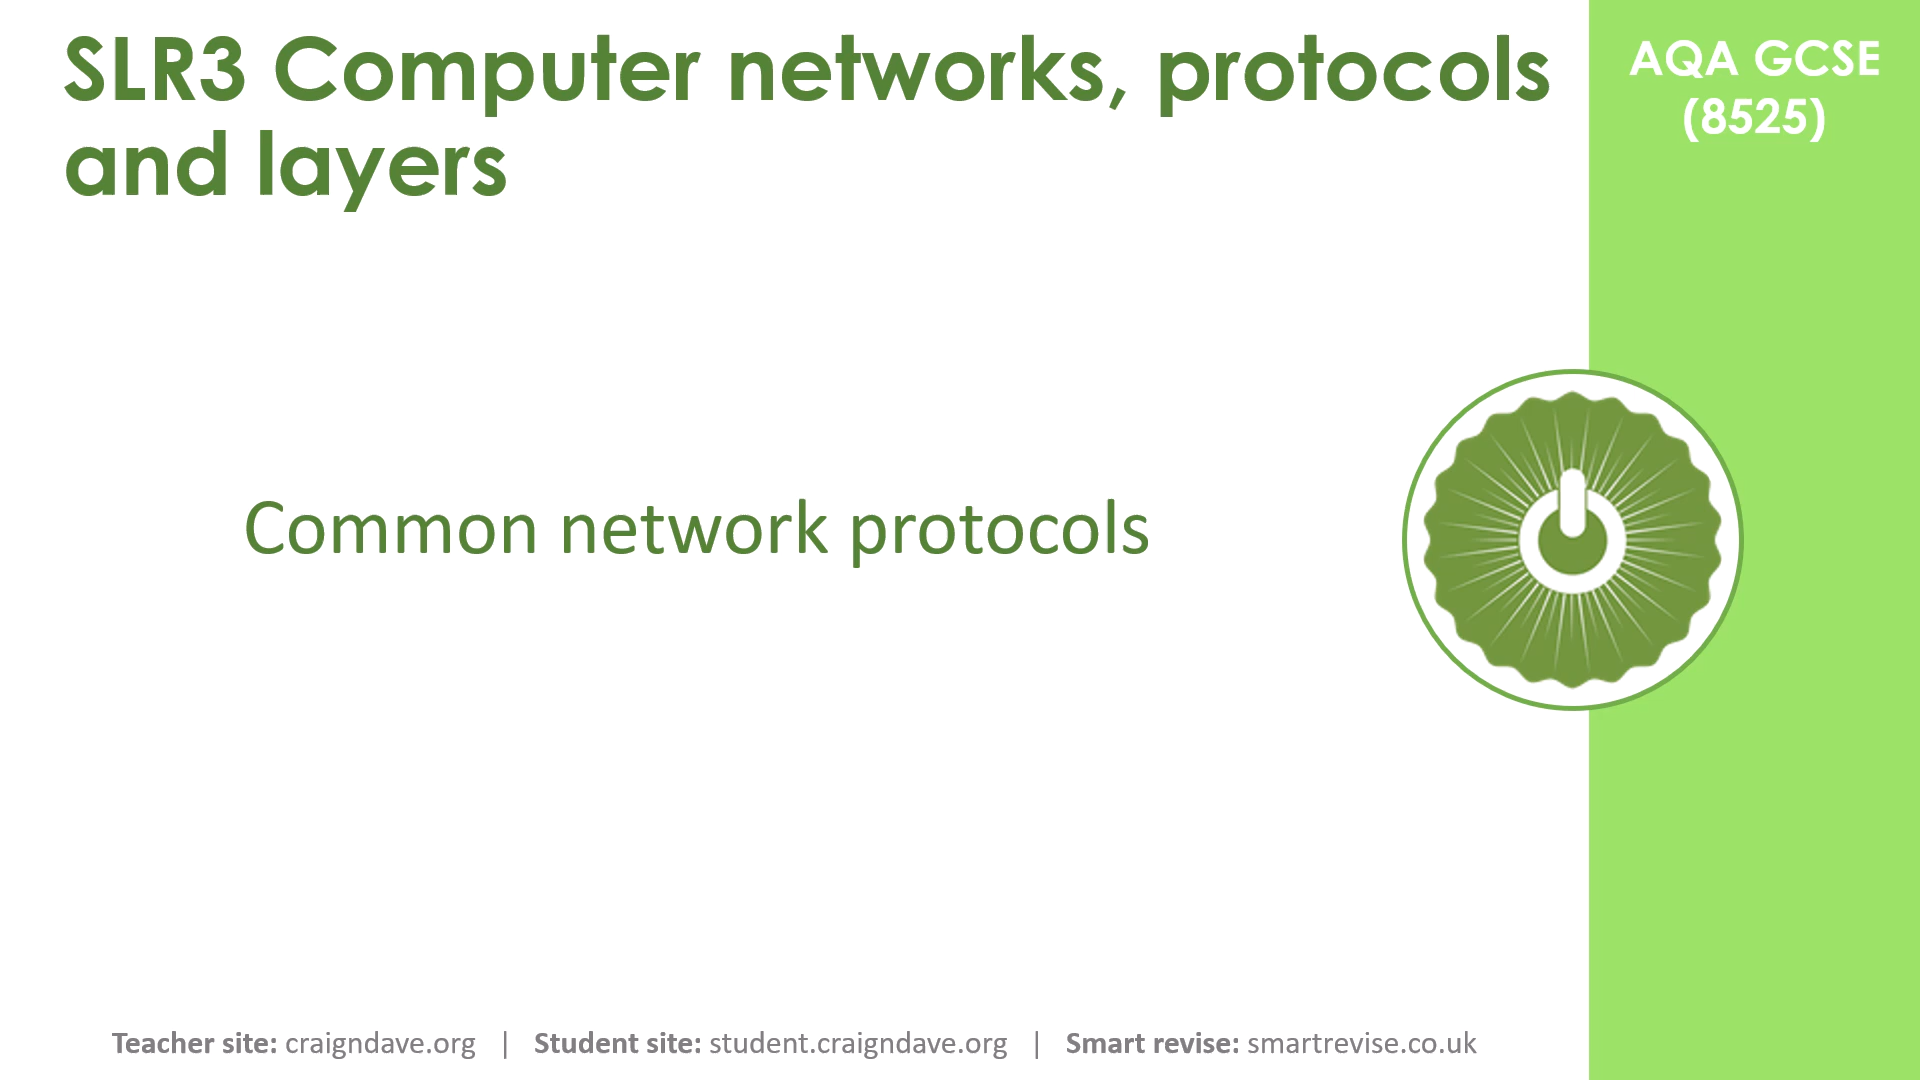 SLR3 Computer networks, protocols
and layers
AQA GCSE
(8525)
Common network protocols
Teacher site: craigndave.org | Student site: student.craigndave.org | Smart revise: smartrevise.co.uk